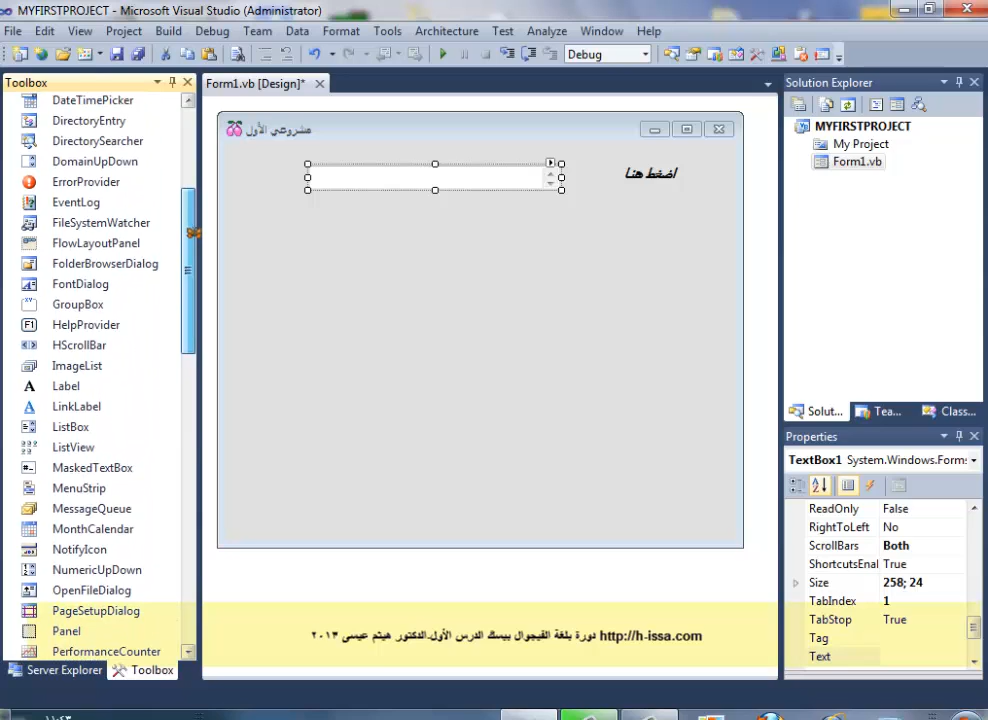 MYFIRSTPROJECT - Microsoft Visual Studio (Administrator)
File Edit View Project Build Debug Team Data Format Tools Architecture Test Analyze Window Help
Debug
Toolbox
DateTimePicker
DirectoryEntry
DirectorySearcher
DomainUpDown
ErrorProvider
EventLog
FileSystemWatcher
FlowLayoutPanel
FolderBrowserDialog
FontDialog
GroupBox
HelpProvider
HScrollBar
ImageList
Label
LinkLabel
ListBox
ListView
MaskedTextBox
MenuStrip
MessageQueue
MonthCalendar
NotifyIcon
NumericUpDown
OpenFileDialog
PageSetupDialog
Panel
PerformanceCounter
Server Explorer Toolbox
Form1.vb [Design]*
مشروعي الأول
اضغط هنا
دورة بلغة الفيجوال بيسك الدرس الأول.الدكتور هيثم عيسى ٢٠١٣ http://h-issa.com
Solution Explorer
MYFIRSTPROJECT
My Project
Form1.vb
Solut... Tea... Class...
Properties
TextBox1 System.Windows.Forms
ReadOnly False
RightToLeft No
ScrollBars Both
ShortcutsEnal True
Size 258; 24
TabIndex 1
TabStop True
Tag
Text